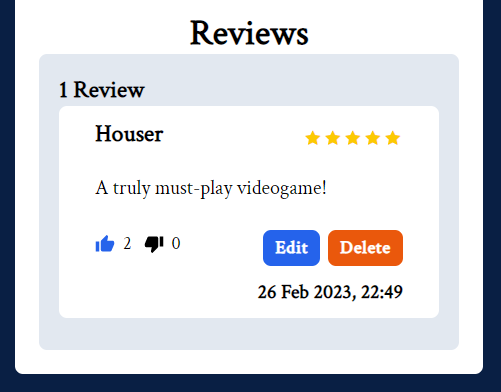 Reviews
1 Review
Houser
A truly must-play videogame!
2 0 Edit Delete
26 Feb 2023, 22:49